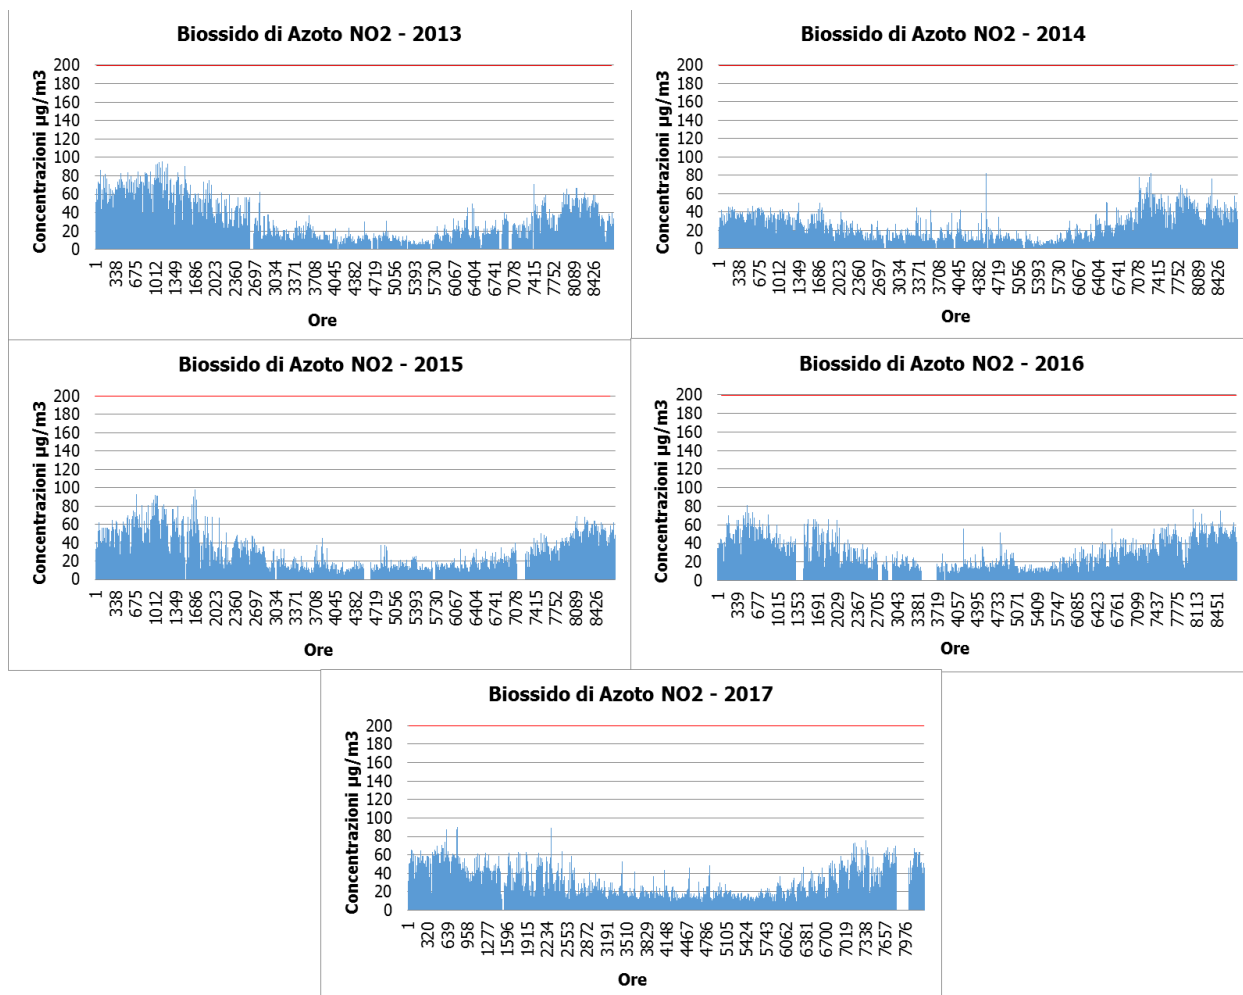 Biossido di Azoto NO2 - 2013
Concentrazioni µg/m3
200
180
160
140
120
100
80
60
40
20
0
1 338 675 1012 1349 1686 2023 2360 2697 3034 3371 3708 4045 4382 4719 5056 5393 5730 6067 6404 6741 7078 7415 7752 8089 8426
Ore
Biossido di Azoto NO2 - 2014
Concentrazioni µg/m3
200
180
160
140
120
100
80
60
40
20
0
1 338 675 1012 1349 1686 2023 2360 2697 3034 3371 3708 4045 4382 4719 5056 5393 5730 6067 6404 6741 7078 7415 7752 8089 8426
Ore
Biossido di Azoto NO2 - 2015
Concentrazioni µg/m3
200
180
160
140
120
100
80
60
40
20
0
1 338 675 1012 1349 1686 2023 2360 2697 3034 3371 3708 4045 4382 4719 5056 5393 5730 6067 6404 6741 7078 7415 7752 8089 8426
Ore
Biossido di Azoto NO2 - 2016
Concentrazioni µg/m3
200
180
160
140
120
100
80
60
40
20
0
1 339 677 1015 1353 1691 2029 2367 2705 3043 3381 3719 4057 4395 4733 5071 5409 5747 6085 6423 6761 7099 7437 7775 8113 8451
Ore
Biossido di Azoto NO2 - 2017
Concentrazioni µg/m3
200
180
160
140
120
100
80
60
40
20
0
1 320 639 958 1277 1596 1915 2234 2553 2872 3191 3510 3829 4148 4467 4786 5105 5424 5743 6062 6381 6700 7019 7338 7657 7976
Ore